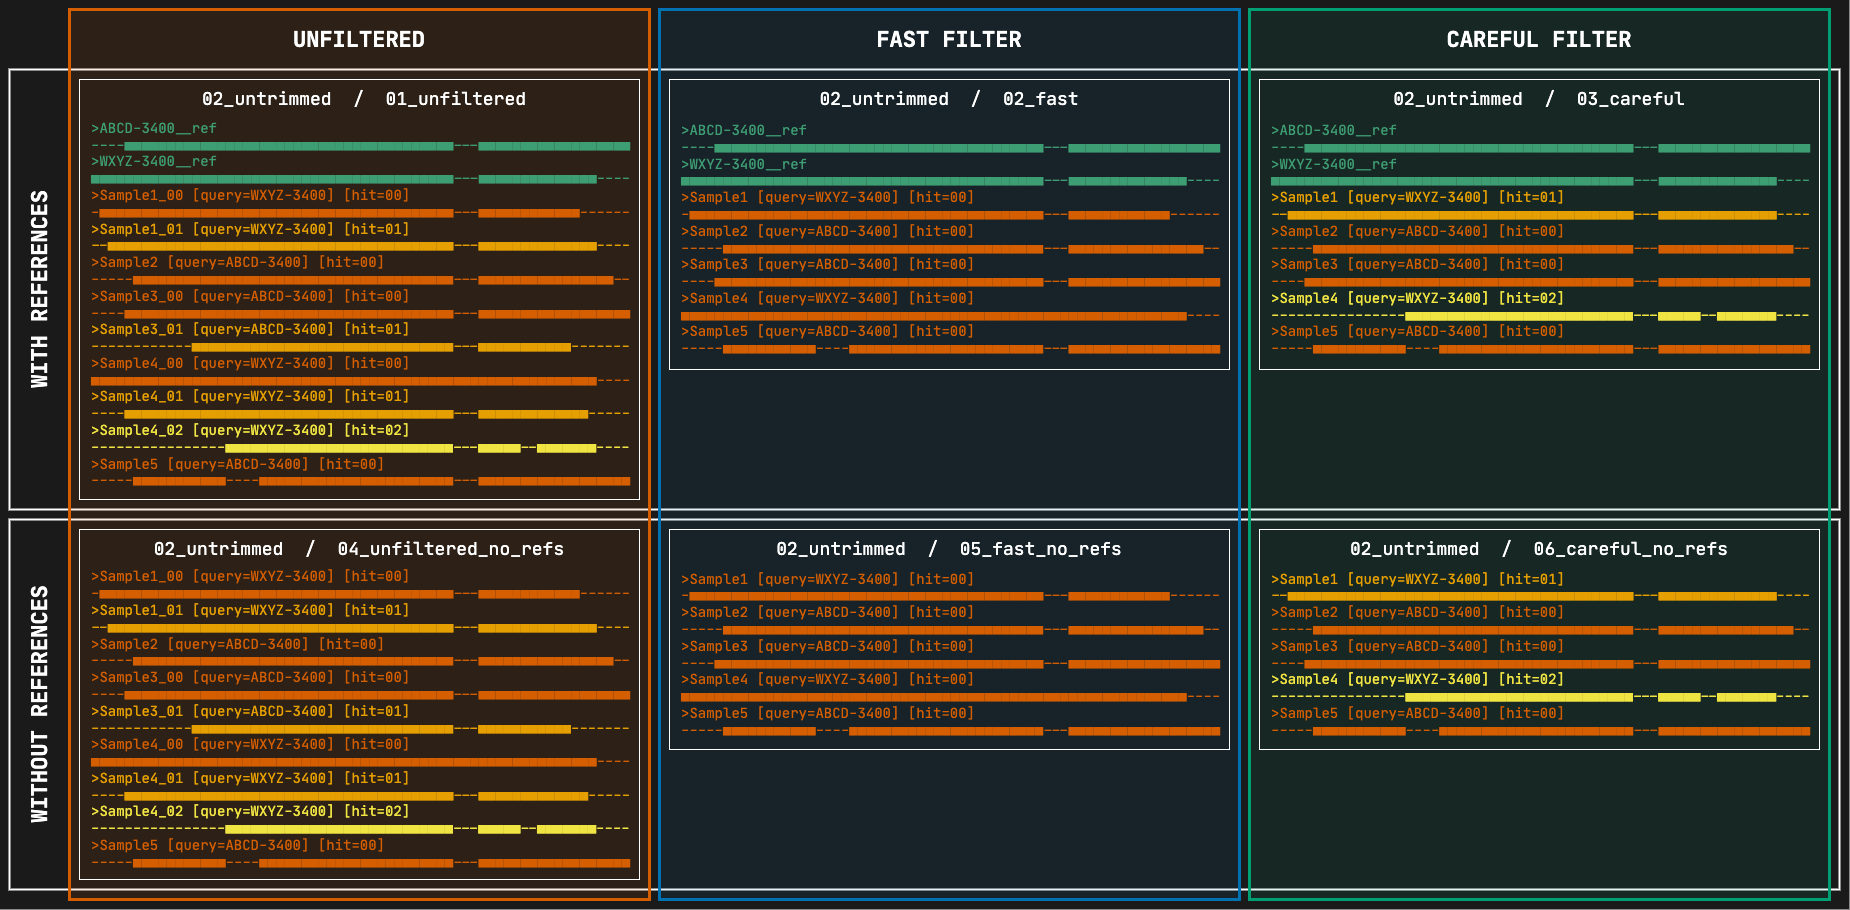 UNFILTERED
FAST FILTER
CAREFUL FILTER
WITH REFERENCES
02_untrimmed / 01_unfiltered
>ABCD-3400__ref
>WXYZ-3400__ref
>Sample1_00 [query=WXYZ-3400] [hit=00]
>Sample1_01 [query=WXYZ-3400] [hit=01]
>Sample2 [query=ABCD-3400] [hit=00]
>Sample3_00 [query=ABCD-3400] [hit=00]
>Sample3_01 [query=ABCD-3400] [hit=01]
>Sample4_00 [query=WXYZ-3400] [hit=00]
>Sample4_01 [query=WXYZ-3400] [hit=01]
>Sample4_02 [query=WXYZ-3400] [hit=02]
>Sample5 [query=ABCD-3400] [hit=00]
02_untrimmed / 02_fast
>ABCD-3400__ref
>WXYZ-3400__ref
>Sample1 [query=WXYZ-3400] [hit=00]
>Sample2 [query=ABCD-3400] [hit=00]
>Sample3 [query=ABCD-3400] [hit=00]
>Sample4 [query=WXYZ-3400] [hit=00]
>Sample5 [query=ABCD-3400] [hit=00]
02_untrimmed / 03_careful
>ABCD-3400__ref
>WXYZ-3400__ref
>Sample1 [query=WXYZ-3400] [hit=01]
>Sample2 [query=ABCD-3400] [hit=00]
>Sample3 [query=ABCD-3400] [hit=00]
>Sample4 [query=WXYZ-3400] [hit=02]
>Sample5 [query=ABCD-3400] [hit=00]
WITHOUT REFERENCES
02_untrimmed / 04_unfiltered_no_refs
>Sample1_00 [query=WXYZ-3400] [hit=00]
>Sample1_01 [query=WXYZ-3400] [hit=01]
>Sample2 [query=ABCD-3400] [hit=00]
>Sample3_00 [query=ABCD-3400] [hit=00]
>Sample3_01 [query=ABCD-3400] [hit=01]
>Sample4_00 [query=WXYZ-3400] [hit=00]
>Sample4_01 [query=WXYZ-3400] [hit=01]
>Sample4_02 [query=WXYZ-3400] [hit=02]
>Sample5 [query=ABCD-3400] [hit=00]
02_untrimmed / 05_fast_no_refs
>Sample1 [query=WXYZ-3400] [hit=00]
>Sample2 [query=ABCD-3400] [hit=00]
>Sample3 [query=ABCD-3400] [hit=00]
>Sample4 [query=WXYZ-3400] [hit=00]
>Sample5 [query=ABCD-3400] [hit=00]
02_untrimmed / 06_careful_no_refs
>Sample1 [query=WXYZ-3400] [hit=01]
>Sample2 [query=ABCD-3400] [hit=00]
>Sample3 [query=ABCD-3400] [hit=00]
>Sample4 [query=WXYZ-3400] [hit=02]
>Sample5 [query=ABCD-3400] [hit=00]